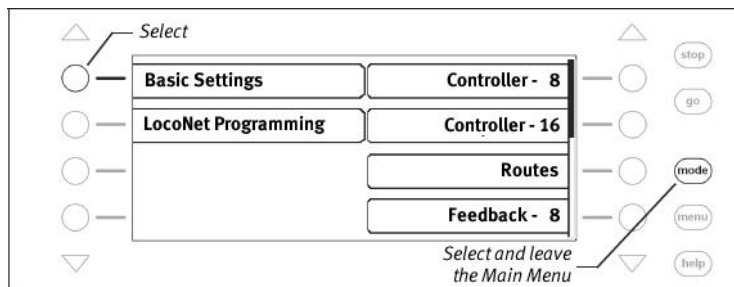 Select
stop
Basic Settings
Controller - 8
go
LocoNet Programming
Controller - 16
Routes
mode
Feedback - 8
menu
Select and leave
the Main Menu
help